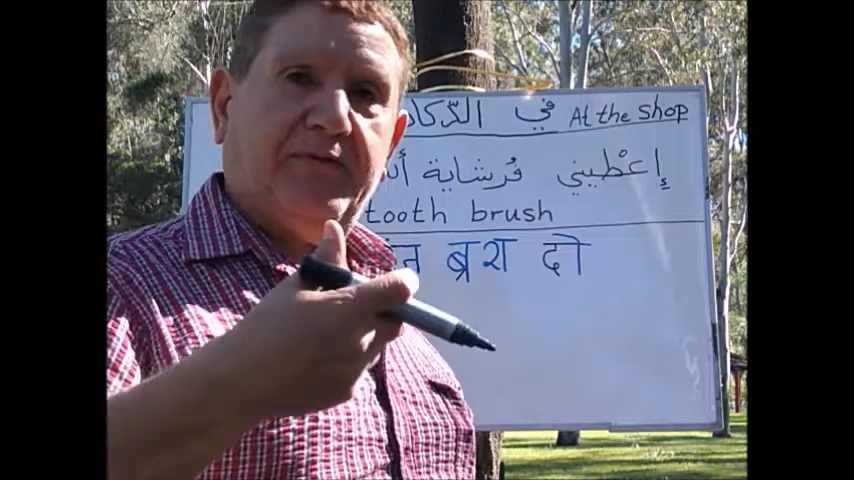 في الدّكا At the Shop
إعْطيني فُرشاية
tooth brush
ब्रश दो